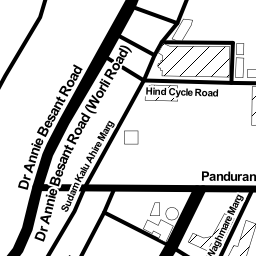 Hind Cycle Road
Dr Annie Besant Road
Dr Annie Besant Road (Worli Road)
Sudam Kalu Ahire Marg
Panduran
Waghmare Marg